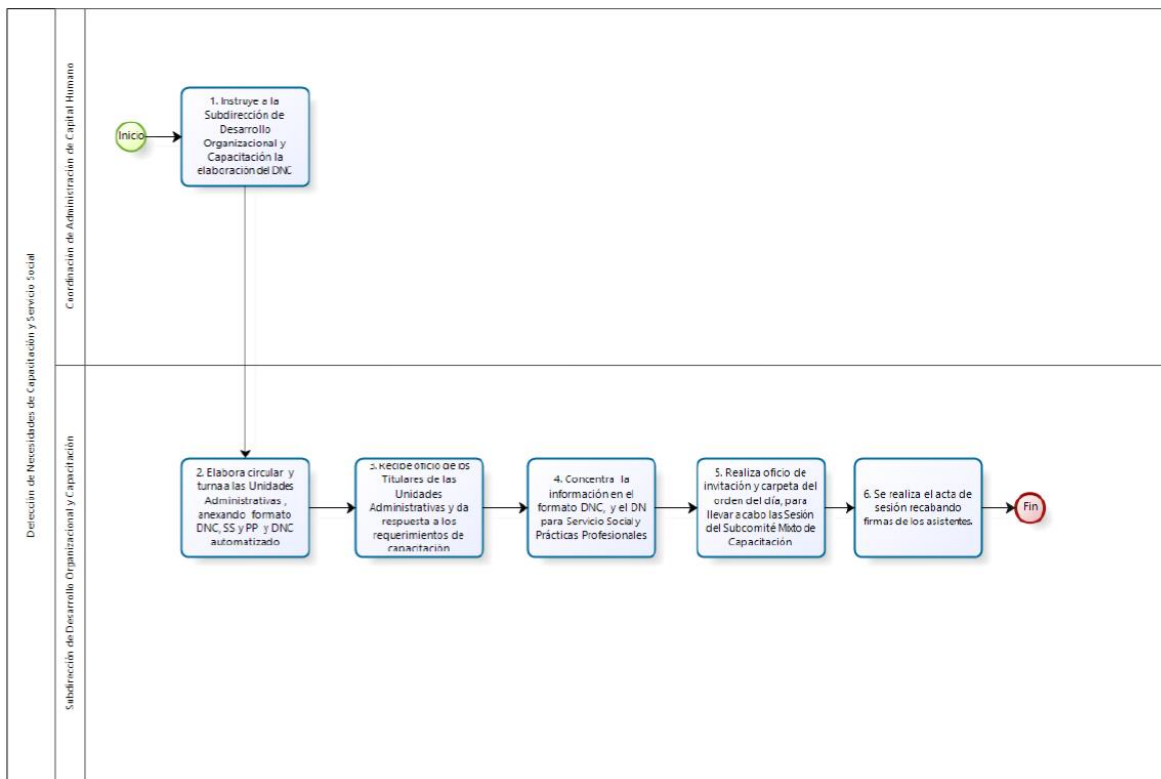 Detección de Necesidades de Capacitación y Servicio Social
Coordinación de Administración de Capital Humano
Inicio
1. Instruye a la
Subdirección de
Desarrollo
Organizacional y
Capacitación la
elaboración del DNC
Subdirección de Desarrollo Organizacional y Capacitación
2. Elabora circular y
turna a las Unidades
Administrativas ,
anexando formato
DNC, SS y PP y DNC
automatizado
3. Recibe oficio de los
Titulares de las
Unidades
Administrativas y da
respuesta a los
requerimientos de
capacitación
4. Concentra la
información en el
formato DNC, y el DN
para Servicio Social y
Prácticas Profesionales
5. Realiza oficio de
invitación y carpeta del
orden del día, para
llevar a cabo las Sesión
del Subcomité Mixto de
Capacitación
6. Se realiza el acta de
sesión recabando
firmas de los asistentes.
Fin